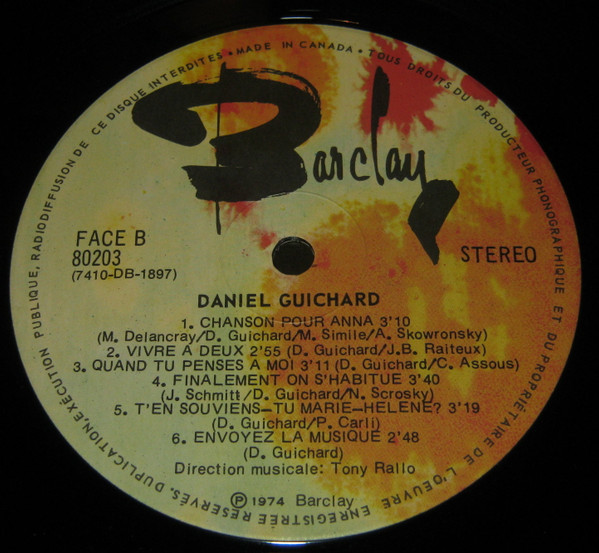 Barclay
FACE B
80203
(7410-DB-1897)
STEREO
DANIEL GUICHARD
1. CHANSON POUR ANNA 3'10
(M. Delancray/D. Guichard/M. Simile/A. Skowronsky)
2. VIVRE A DEUX 2'55 (D. Guichard/J.B. Raiteux)
3. QUAND TU PENSES A MOI 3'11 (D. Guichard/C. Assous)
4. FINALEMENT ON S'HABITUE 3'40
(J. Schmitt/D. Guichard/N. Scrosky)
5. T'EN SOUVIENS-TU MARIE-HELENE? 3'19
(D. Guichard/P. Carli)
6. ENVOYEZ LA MUSIQUE 2'48
(D. Guichard)
Direction musicale: Tony Rallo
Ⓟ 1974 Barclay
• MADE IN CANADA • TOUS DROITS DU PRODUCTEUR PHONOGRAPHIQUE ET DU PROPRIÉTAIRE DE L'OEUVRE ENREGISTREE RESERVÉS. DUPLICATION, EXÉCUTION PUBLIQUE, RADIODIFFUSION DE CE DISQUE INTERDITES